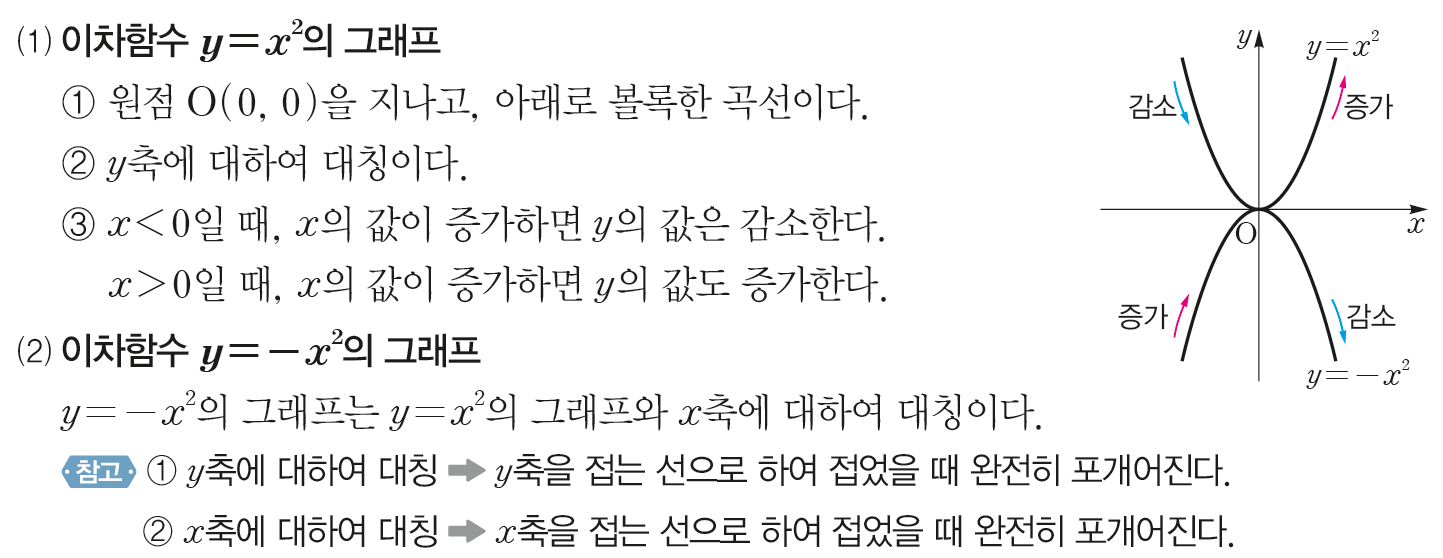 (1) 이차함수 y=x²의 그래프
① 원점 O(0, 0)을 지나고, 아래로 볼록한 곡선이다.
② y축에 대하여 대칭이다.
③ x<0일 때, x의 값이 증가하면 y의 값은 감소한다.
x>0일 때, x의 값이 증가하면 y의 값도 증가한다.
(2) 이차함수 y=-x²의 그래프
y=-x²의 그래프는 y=x²의 그래프와 x축에 대하여 대칭이다.
참고 ① y축에 대하여 대칭 ➡ y축을 접는 선으로 하여 접었을 때 완전히 포개어진다.
② x축에 대하여 대칭 ➡ x축을 접는 선으로 하여 접었을 때 완전히 포개어진다.
y y=x²
감소 증가
O x
증가 감소
y=-x²